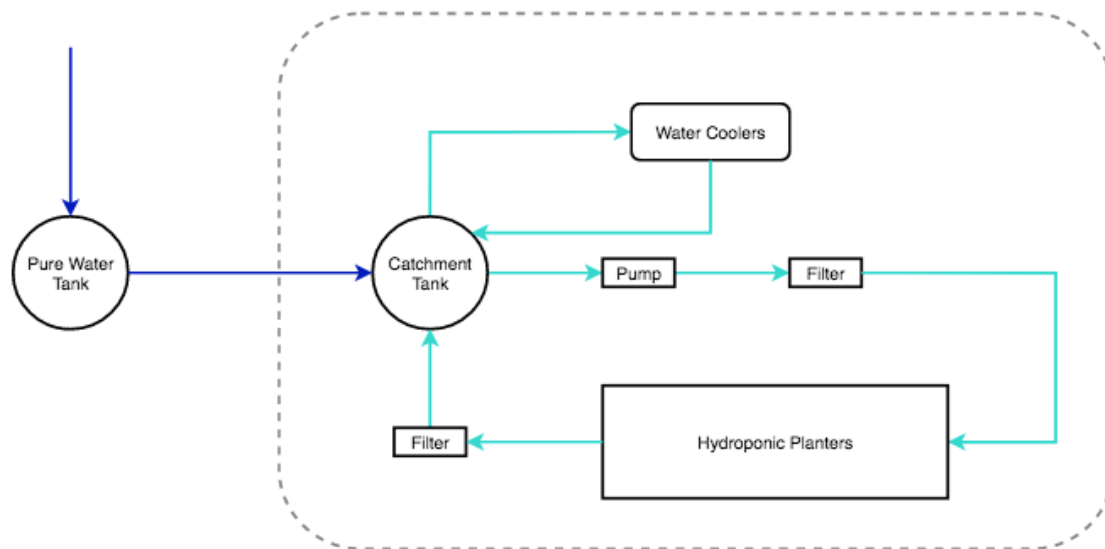 Water Coolers
Pure Water
Tank
Catchment
Tank
Pump
Filter
Filter
Hydroponic Planters